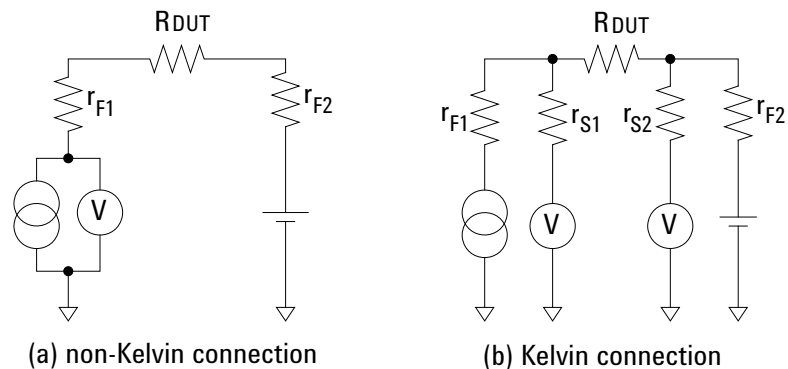 RDUT
rF1
rF2
V
(a) non-Kelvin connection
RDUT
rF1
rS1
rS2
rF2
V
V
(b) Kelvin connection